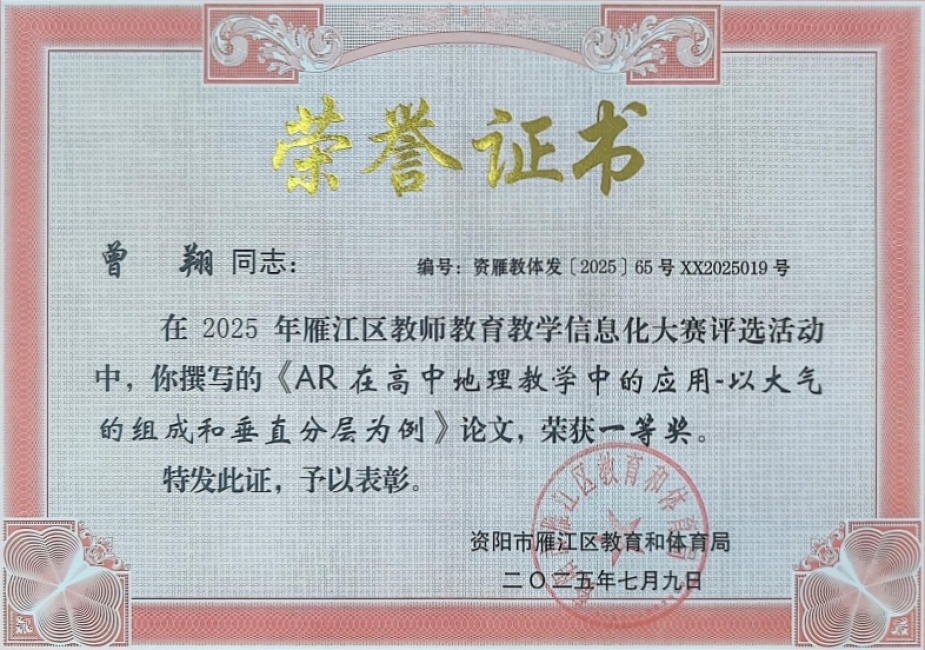 荣誉证书
曾翔同志： 编号：资雁教体发〔2025〕65号XX2025019号
在2025年雁江区教师教育教学信息化大赛评选活动
中，你撰写的《AR在高中地理教学中的应用-以大气
的组成和垂直分层为例》论文，荣获一等奖。
特发此证，予以表彰。
资阳市雁江区教育和体育局
二〇二五年七月九日